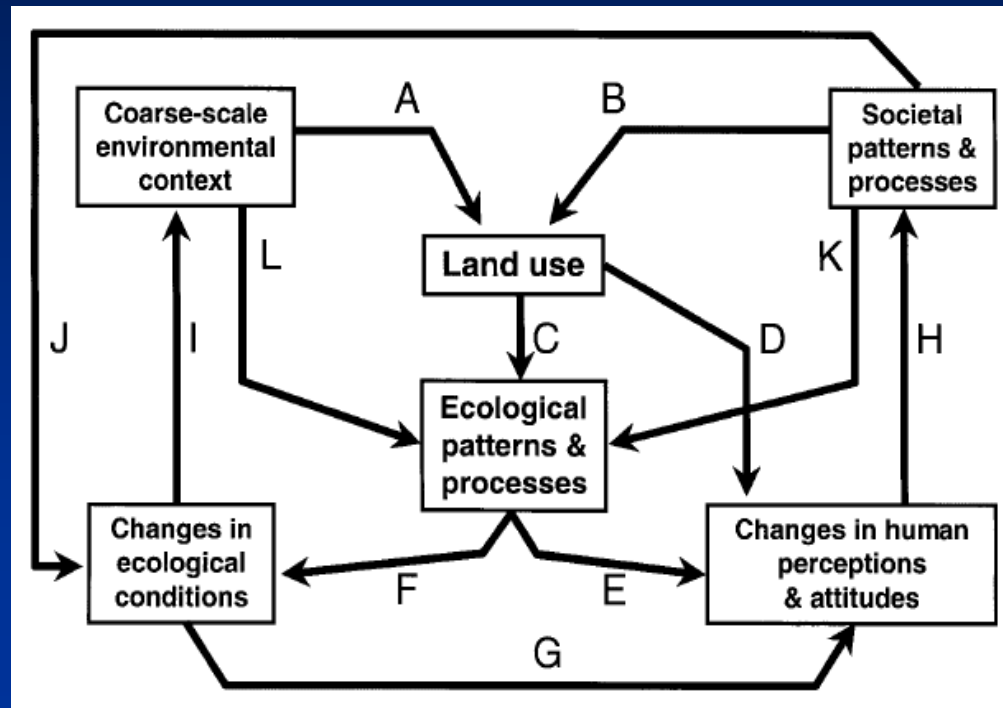 A
B
Coarse-scale
environmental
context
Societal
patterns &
processes
L
K
Land use
J
I
C
D
H
Ecological
patterns &
processes
Changes in
ecological
conditions
Changes in human
perceptions
& attitudes
F
E
G